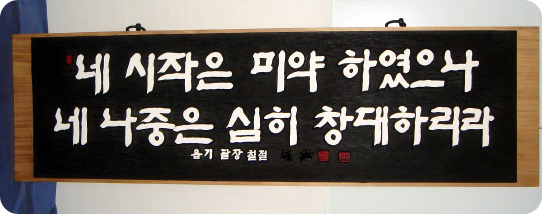 네 시작은 미약 하였으나
네 나중은 심히 창대하리라
욥기 팔장 칠절